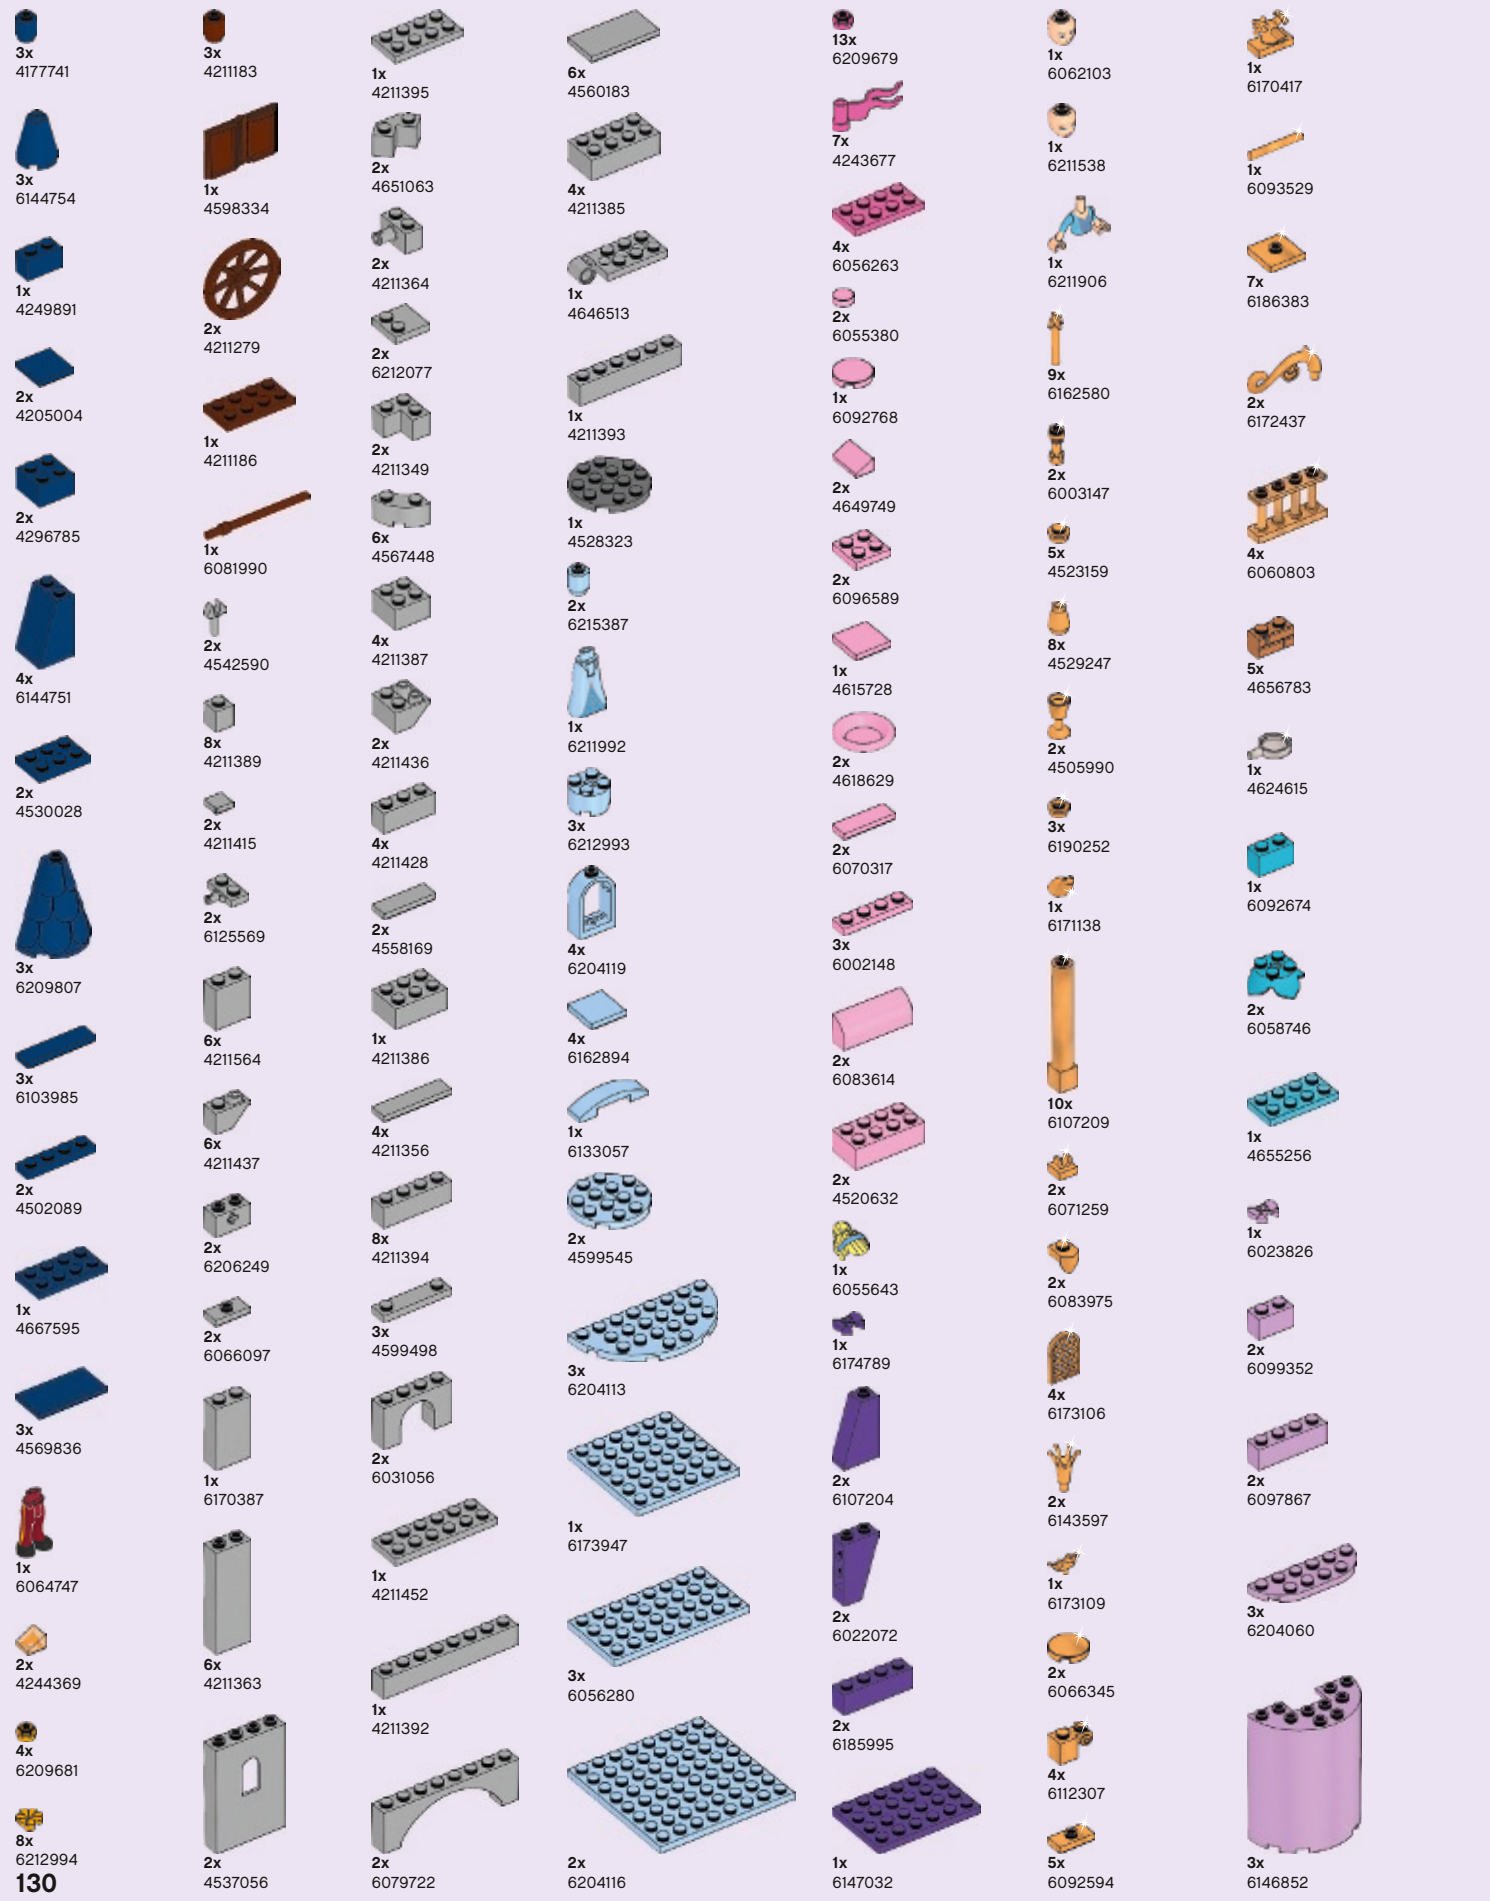 3x
4177741
3x
6144754
1x
4249891
2x
4205004
2x
4296785
4x
6144751
2x
4530028
3x
6209807
3x
6103985
2x
4502089
1x
4667595
3x
4569836
1x
6064747
2x
4244369
4x
6209681
8x
6212994
130
3x
4211183
1x
4598334
2x
4211279
1x
4211186
1x
6081990
2x
4542590
8x
4211389
2x
4211415
2x
6125569
6x
4211564
6x
4211437
2x
6206249
2x
6066097
1x
6170387
6x
4211363
2x
4537056
1x
4211395
2x
4651063
2x
4211364
2x
6212077
2x
4211349
6x
4567448
4x
4211387
2x
4211436
4x
4211428
2x
4558169
1x
4211386
4x
4211356
8x
4211394
3x
4599498
2x
6031056
1x
4211452
1x
4211392
2x
6079722
6x
4560183
4x
4211385
1x
4646513
1x
4211393
1x
4528323
2x
6215387
1x
6211992
3x
6212993
4x
6204119
4x
6162894
1x
6133057
2x
4599545
3x
6204113
1x
6173947
3x
6056280
2x
6204116
13x
6209679
7x
4243677
4x
6056263
2x
6055380
1x
6092768
2x
4649749
2x
6096589
1x
4615728
2x
4618629
2x
6070317
3x
6002148
2x
6083614
2x
4520632
1x
6055643
1x
6174789
2x
6107204
2x
6022072
2x
6185995
1x
6147032
1x
6062103
1x
6211538
1x
6211906
9x
6162580
2x
6003147
5x
4523159
8x
4529247
2x
4505990
3x
6190252
1x
6171138
10x
6107209
2x
6071259
2x
6083975
4x
6173106
2x
6143597
1x
6173109
2x
6066345
4x
6112307
5x
6092594
1x
6170417
1x
6093529
7x
6186383
2x
6172437
4x
6060803
5x
4656783
1x
4624615
1x
6092674
2x
6058746
1x
4655256
1x
6023826
2x
6099352
2x
6097867
3x
6204060
3x
6146852